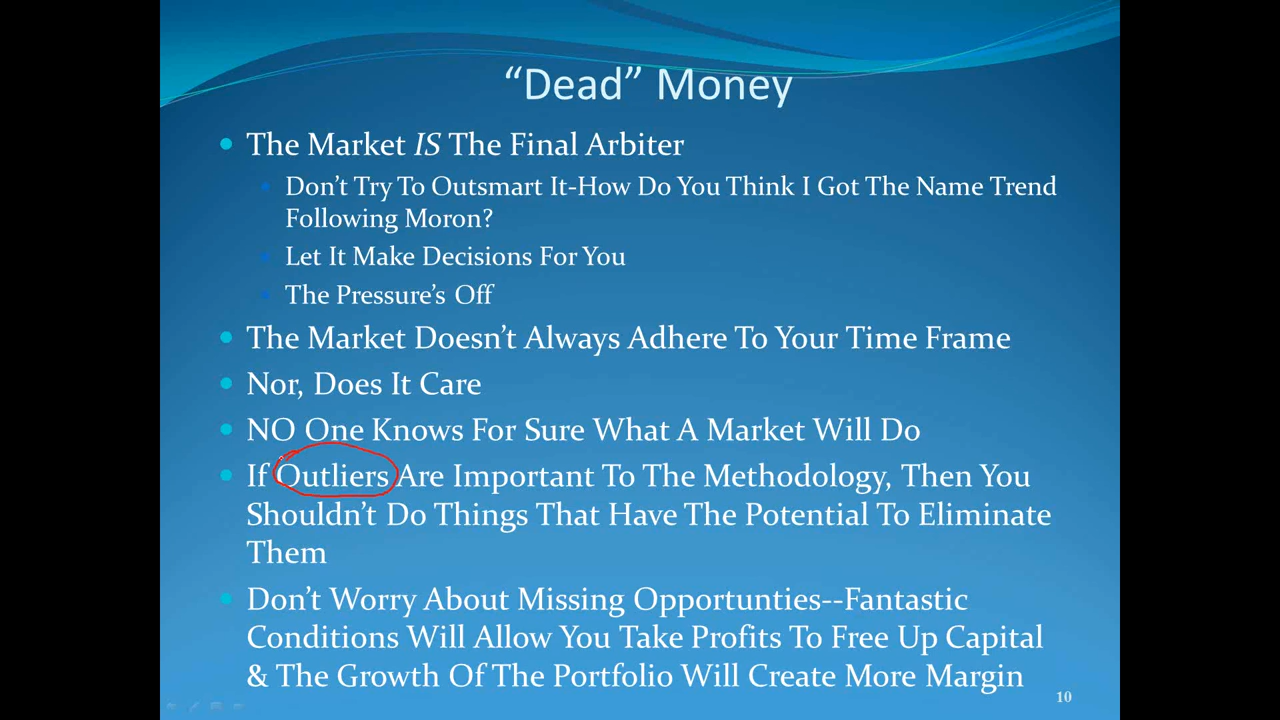 “Dead” Money
The Market IS The Final Arbiter
Don’t Try To Outsmart It-How Do You Think I Got The Name Trend
Following Moron?
Let It Make Decisions For You
The Pressure’s Off
The Market Doesn’t Always Adhere To Your Time Frame
Nor, Does It Care
NO One Knows For Sure What A Market Will Do
If Outliers Are Important To The Methodology, Then You
Shouldn’t Do Things That Have The Potential To Eliminate
Them
Don’t Worry About Missing Opportunties--Fantastic
Conditions Will Allow You Take Profits To Free Up Capital
& The Growth Of The Portfolio Will Create More Margin
10